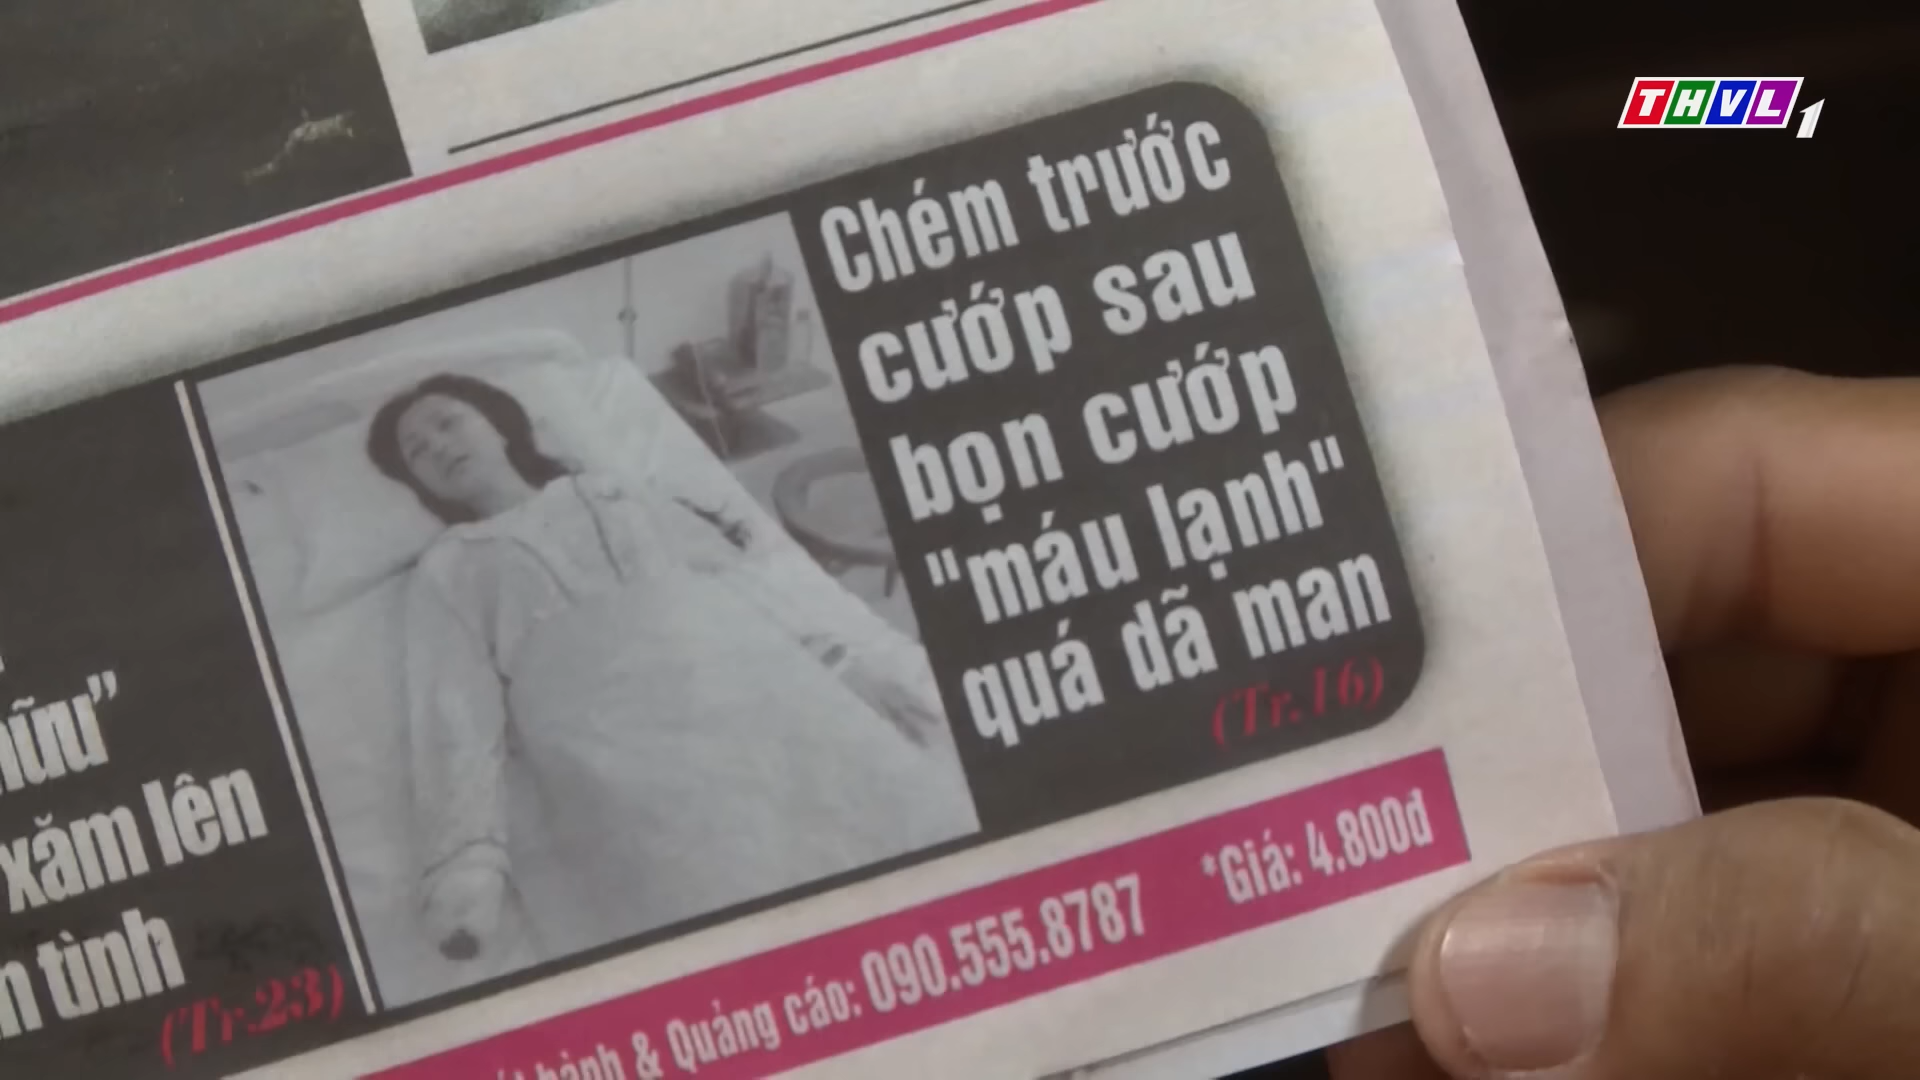 THVL1
Chém trước
cướp sau
bọn cướp
"máu lạnh"
quá dã man
(Tr.16)
xăm lên
tình
(Tr.23)
hành & Quảng cáo: 090.555.8787 *Giá: 4.800đ